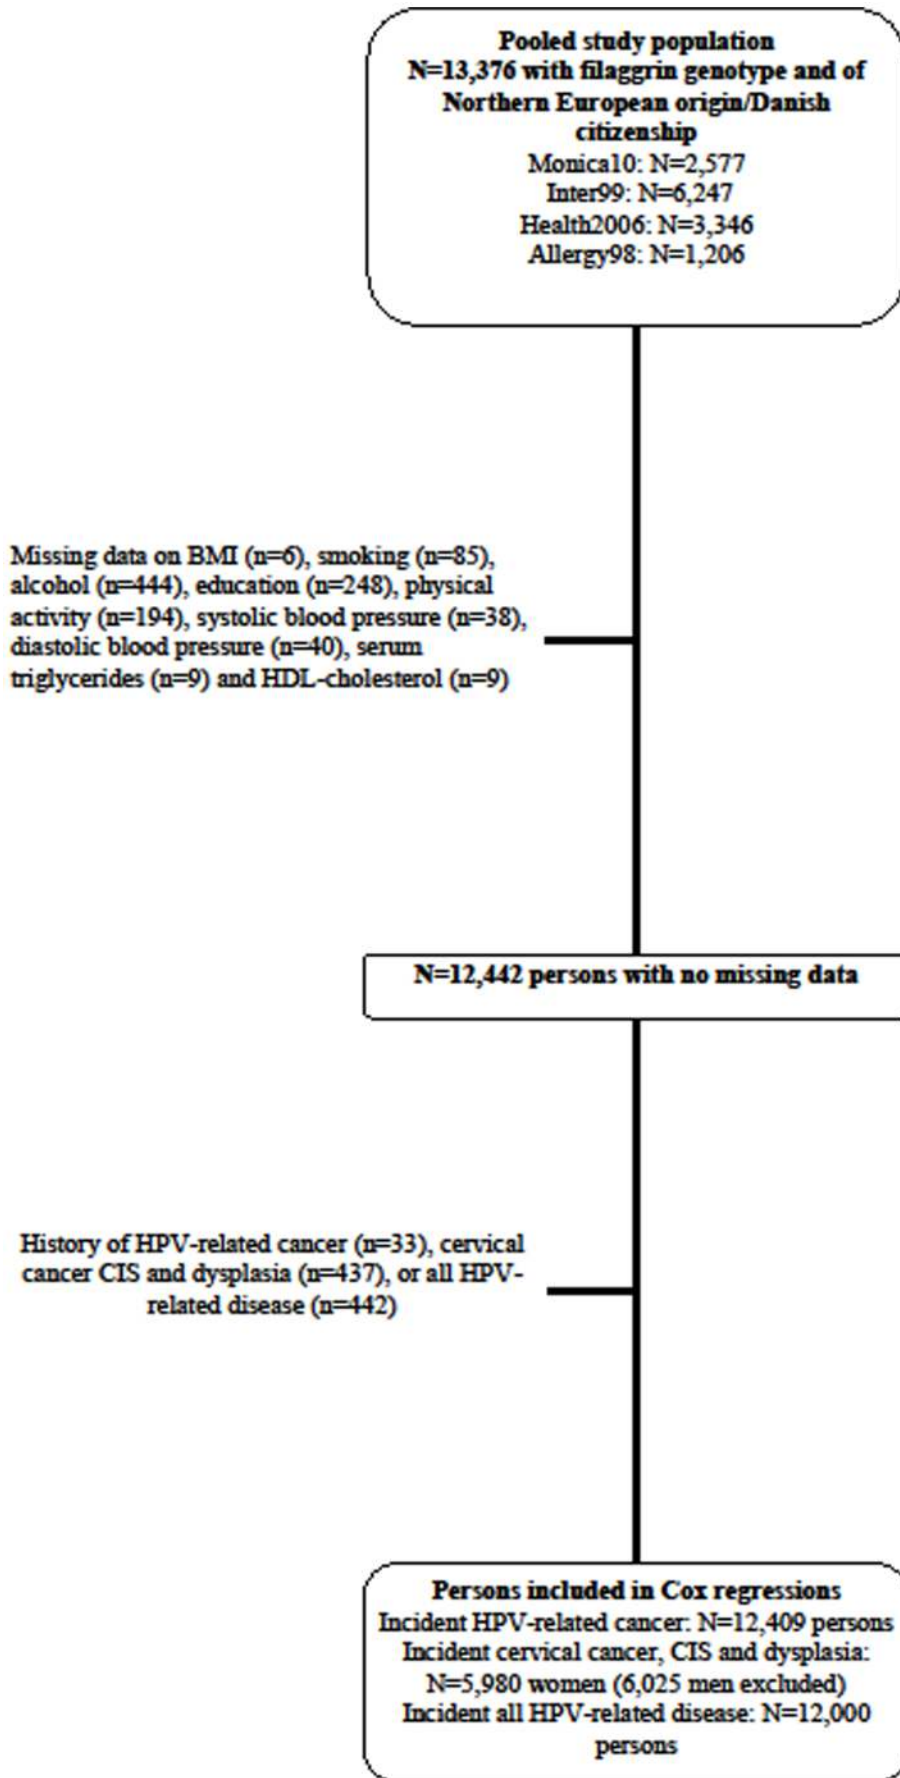 Pooled study population
N=13,376 with filaggrin genotype and of
Northern European origin/Danish
citizenship
Monica10: N=2,577
Inter99: N=6,247
Health2006: N=3,346
Allergy98: N=1,206
Missing data on BMI (n=6), smoking (n=85),
alcohol (n=444), education (n=248), physical
activity (n=194), systolic blood pressure (n=38),
diastolic blood pressure (n=40), serum
triglycerides (n=9) and HDL-cholesterol (n=9)
N=12,442 persons with no missing data
History of HPV-related cancer (n=33), cervical
cancer CIS and dysplasia (n=437), or all HPV-
related disease (n=442)
Persons included in Cox regressions
Incident HPV-related cancer: N=12,409 persons
Incident cervical cancer, CIS and dysplasia:
N=5,980 women (6,025 men excluded)
Incident all HPV-related disease: N=12,000
persons